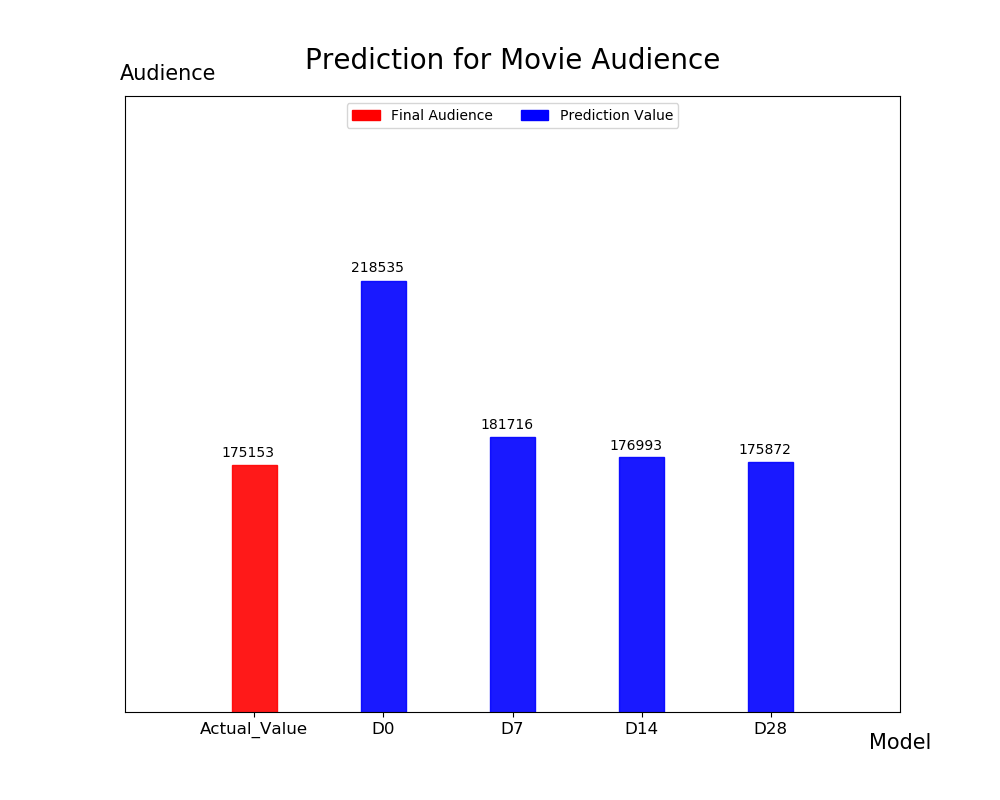 Prediction for Movie Audience
Audience
Final Audience
Prediction Value
218535
181716
176993
175872
175153
Actual_Value
D0
D7
D14
D28
Model